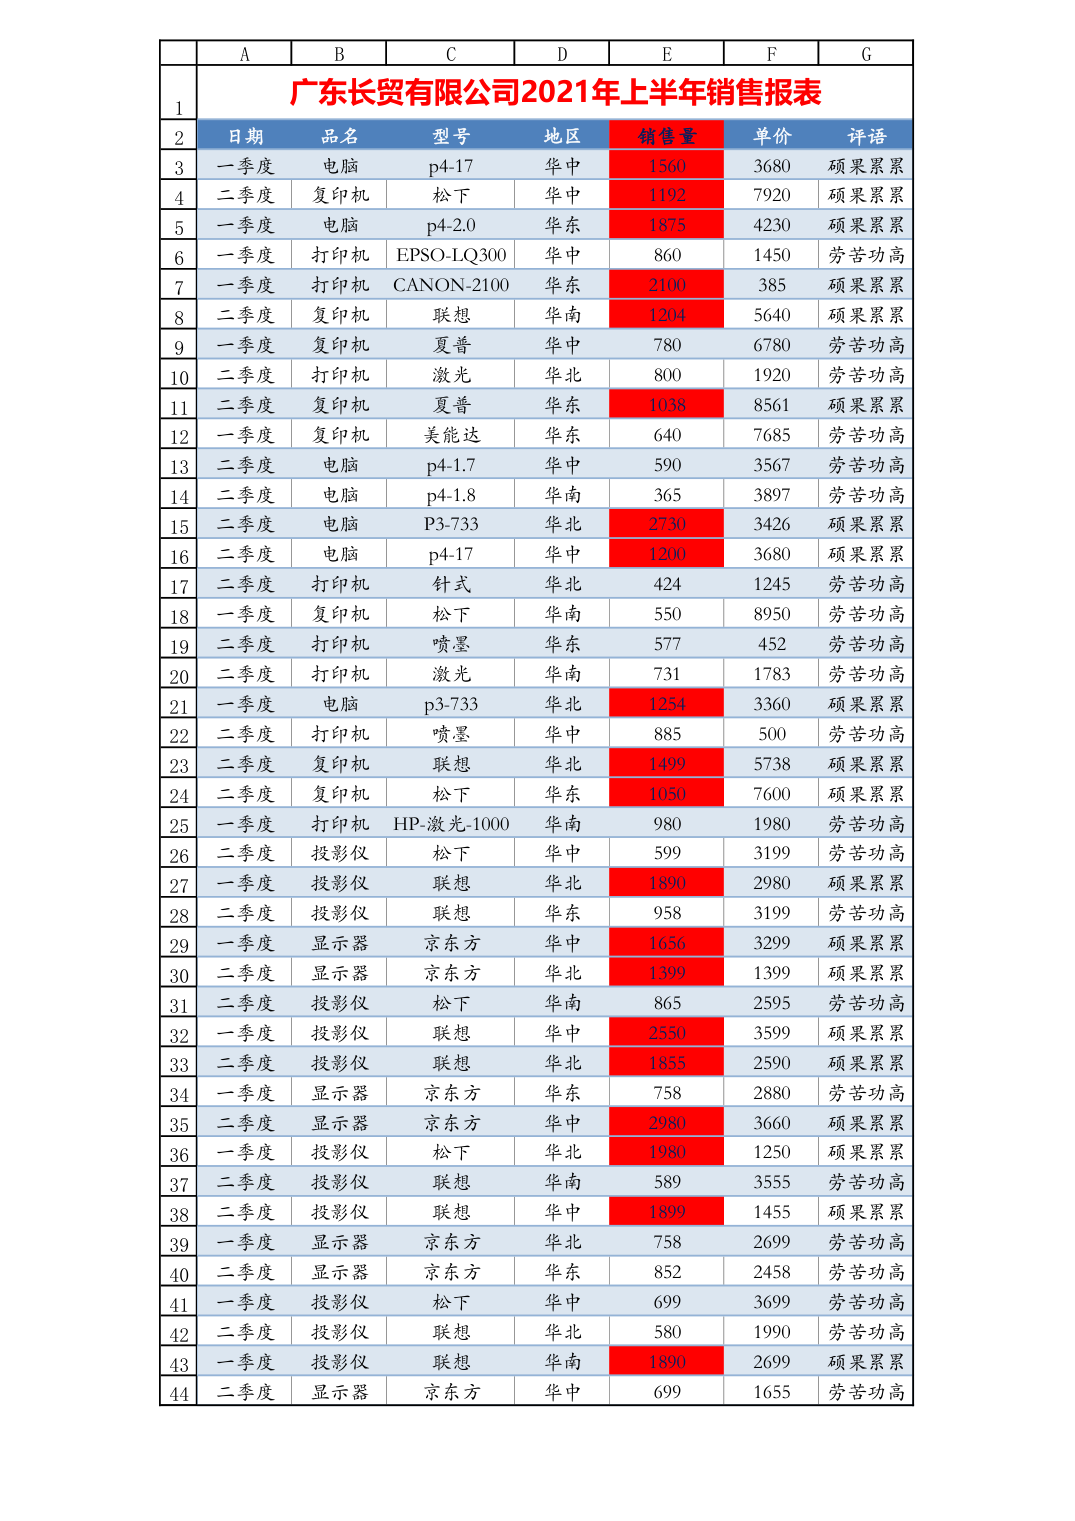 A B C D E F G
1 广东长贸有限公司2021年上半年销售报表
2 日期 品名 型号 地区 销售量 单价 评语
3 一季度 电脑 p4-17 华中 1560 3680 硕果累累
4 二季度 复印机 松下 华中 1192 7920 硕果累累
5 一季度 电脑 p4-2.0 华东 1875 4230 硕果累累
6 一季度 打印机 EPSO-LQ300 华中 860 1450 劳苦功高
7 一季度 打印机 CANON-2100 华东 2100 385 硕果累累
8 二季度 复印机 联想 华南 1204 5640 硕果累累
9 一季度 复印机 夏普 华中 780 6780 劳苦功高
10 二季度 打印机 激光 华北 800 1920 劳苦功高
11 二季度 复印机 夏普 华东 1038 8561 硕果累累
12 一季度 复印机 美能达 华东 640 7685 劳苦功高
13 二季度 电脑 p4-1.7 华中 590 3567 劳苦功高
14 二季度 电脑 p4-1.8 华南 365 3897 劳苦功高
15 二季度 电脑 P3-733 华北 2730 3426 硕果累累
16 二季度 电脑 p4-17 华中 1200 3680 硕果累累
17 二季度 打印机 针式 华北 424 1245 劳苦功高
18 一季度 复印机 松下 华南 550 8950 劳苦功高
19 二季度 打印机 喷墨 华东 577 452 劳苦功高
20 二季度 打印机 激光 华南 731 1783 劳苦功高
21 一季度 电脑 p3-733 华北 1254 3360 硕果累累
22 二季度 打印机 喷墨 华中 885 500 劳苦功高
23 二季度 复印机 联想 华北 1499 5738 硕果累累
24 二季度 复印机 松下 华东 1050 7600 硕果累累
25 一季度 打印机 HP-激光-1000 华南 980 1980 劳苦功高
26 二季度 投影仪 松下 华中 599 3199 劳苦功高
27 一季度 投影仪 联想 华北 1890 2980 硕果累累
28 二季度 投影仪 联想 华东 958 3199 劳苦功高
29 一季度 显示器 京东方 华中 1656 3299 硕果累累
30 二季度 显示器 京东方 华北 1399 1399 硕果累累
31 二季度 投影仪 松下 华南 865 2595 劳苦功高
32 一季度 投影仪 联想 华中 2550 3599 硕果累累
33 二季度 投影仪 联想 华北 1855 2590 硕果累累
34 一季度 显示器 京东方 华东 758 2880 劳苦功高
35 二季度 显示器 京东方 华中 2980 3660 硕果累累
36 一季度 投影仪 松下 华北 1980 1250 硕果累累
37 二季度 投影仪 联想 华南 589 3555 劳苦功高
38 二季度 投影仪 联想 华中 1899 1455 硕果累累
39 一季度 显示器 京东方 华北 758 2699 劳苦功高
40 二季度 显示器 京东方 华东 852 2458 劳苦功高
41 一季度 投影仪 松下 华中 699 3699 劳苦功高
42 二季度 投影仪 联想 华北 580 1990 劳苦功高
43 一季度 投影仪 联想 华南 1890 2699 硕果累累
44 二季度 显示器 京东方 华中 699 1655 劳苦功高